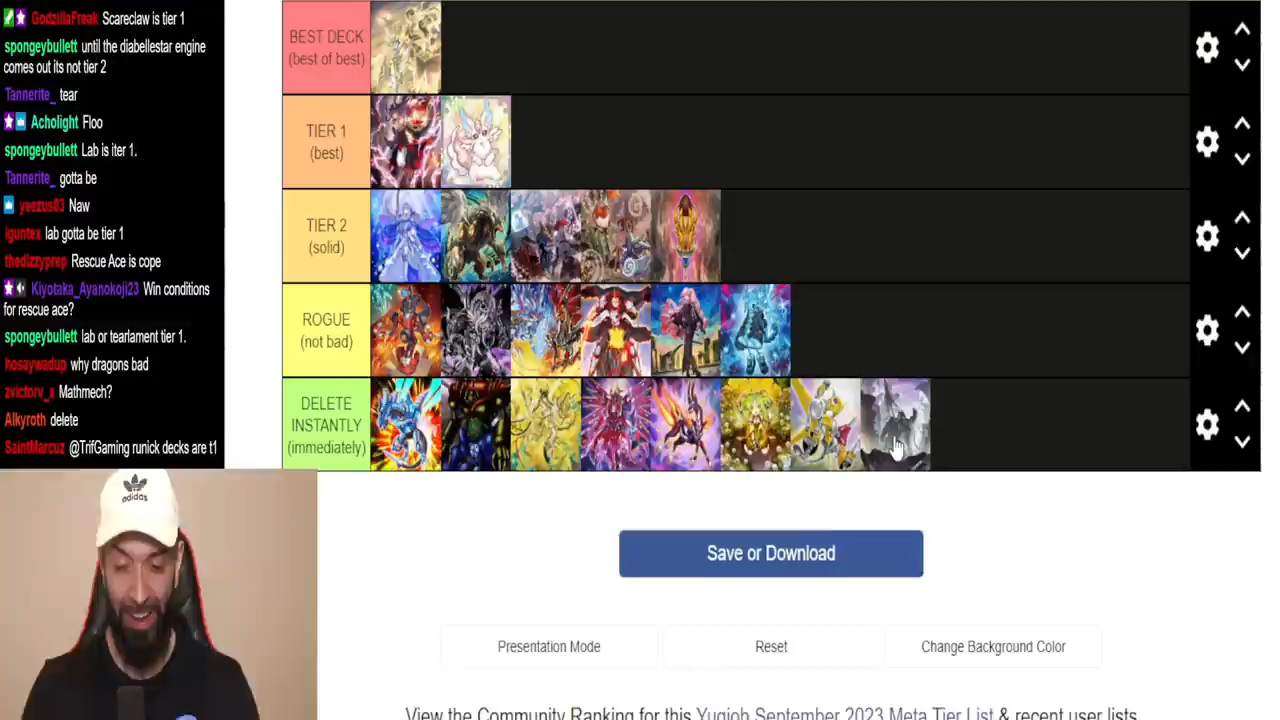 GodzillaFreak Scareclaw is tier 1
spongeybullett until the diabellestar engine
comes out its not tier 2
Tannerite_ tear
Acholight Floo
spongeybullett Lab is iter 1.
Tannerite_ gotta be
yeezus83 Naw
iguntex lab gotta be tier 1
thedizzyprep Rescue Ace is cope
Kiyotaka_Ayanokoji23 Win conditions
for rescue ace?
spongeybullett lab or tearlament tier 1.
hosaywadup why dragons bad
zvictory_x Mathmech?
Alkyroth delete
SaintMarcuz @TrifGaming runick decks are t1
BEST DECK
(best of best)
TIER 1
(best)
TIER 2
(solid)
ROGUE
(not bad)
DELETE
INSTANTLY
(immediately)
adidas
Save or Download
Presentation Mode
Reset
Change Background Color
View the Community Ranking for this Yugioh September 2023 Meta Tier List & recent user lists